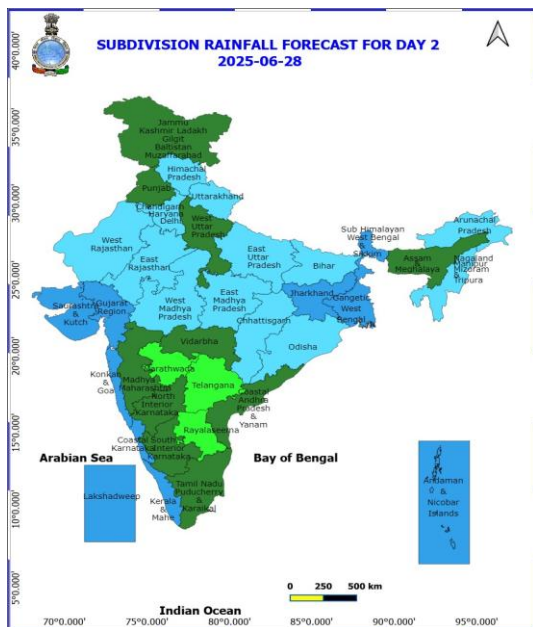 SUBDIVISION RAINFALL FORECAST FOR DAY 2
2025-06-28
40°0.000'
35°0.000'
30°0.000'
25°0.000'
20°0.000'
15°0.000'
10°0.000'
5°0.000'
Jammu
Kashmir Ladakh
Gilgit
Baltistan
Muzaffarabad
Himachal
Pradesh
Punjab
Uttarakhand
Chandigarh
Haryana
Delhi
West
Uttar
Pradesh
West
Rajasthan
East
Rajasthan
East
Uttar
Pradesh
Bihar
Sub Himalayan
West Bengal
&
Sikkim
Arunachal
Pradesh
Assam
&
Meghalaya
Nagaland
Manipur
Mizoram
&
Tripura
Saurashtra
&
Kutch
Gujarat
Region
West
Madhya
Pradesh
East
Madhya
Pradesh
Jharkhand
Gangetic
West
Bengal
Chhattisgarh
Odisha
Vidarbha
Konkan
&
Goa
Madhya
Maharashtra
Marathwada
Telangana
North
Interior
Karnataka
Coastal
Andhra
Pradesh &
Yanam
Rayalaseema
Coastal
Karnataka
South
Interior
Karnataka
Arabian Sea
Bay of Bengal
Lakshadweep
Kerala
&
Mahe
Tamil Nadu
Puducherry
&
Karaikal
Andaman
&
Nicobar
Islands
0 250 500 km
Indian Ocean
70°0.000' 75°0.000' 80°0.000' 85°0.000' 90°0.000' 95°0.000'